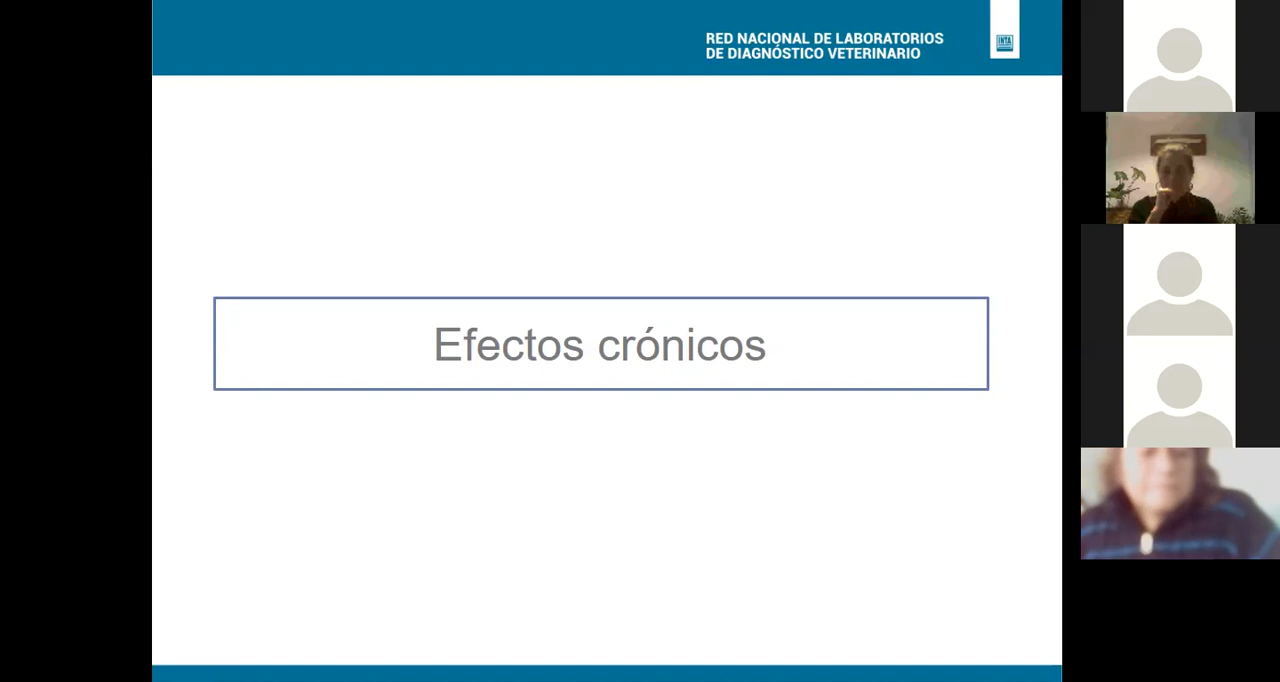 RED NACIONAL DE LABORATORIOS
DE DIAGNÓSTICO VETERINARIO
INTA
Efectos crónicos